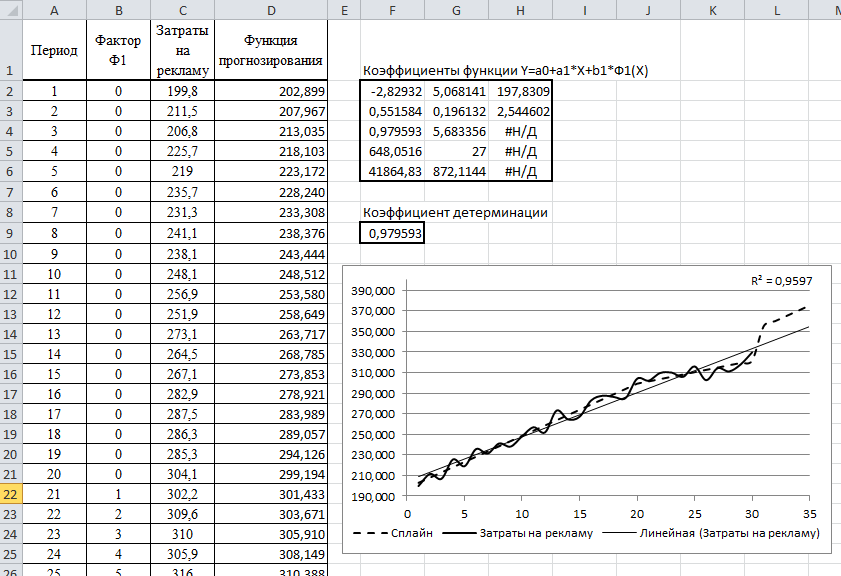 A B C D E F G H I J K L
1 Период Фактор Ф1 Затраты на рекламу Функция прогнозирования Коэффициенты функции Y=a0+a1*X+b1*Ф1(X)
2 1 0 199,8 202,899 -2,82932 5,068141 197,8309
3 2 0 211,5 207,967 0,551584 0,196132 2,544602
4 3 0 206,8 213,035 0,979593 5,683356 #Н/Д
5 4 0 225,7 218,103 648,0516 27 #Н/Д
6 5 0 219 223,172 41864,83 872,1144 #Н/Д
7 6 0 235,7 228,240
8 7 0 231,3 233,308 Коэффициент детерминации
9 8 0 241,1 238,376 0,979593
10 9 0 238,1 243,444
11 10 0 248,1 248,512
12 11 0 256,9 253,580
13 12 0 251,9 258,649
14 13 0 273,1 263,717
15 14 0 264,5 268,785
16 15 0 267,1 273,853
17 16 0 282,9 278,921
18 17 0 287,5 283,989
19 18 0 286,3 289,057
20 19 0 285,3 294,126
21 20 0 304,1 299,194
22 21 1 302,2 301,433
23 22 2 309,6 303,671
24 23 3 310 305,910
25 24 4 305,9 308,149
26 25 5 316 310,388
R² = 0,9597
390,000
370,000
350,000
330,000
310,000
290,000
270,000
250,000
230,000
210,000
190,000
0 5 10 15 20 25 30 35
Сплайн Затраты на рекламу Линейная (Затраты на рекламу)